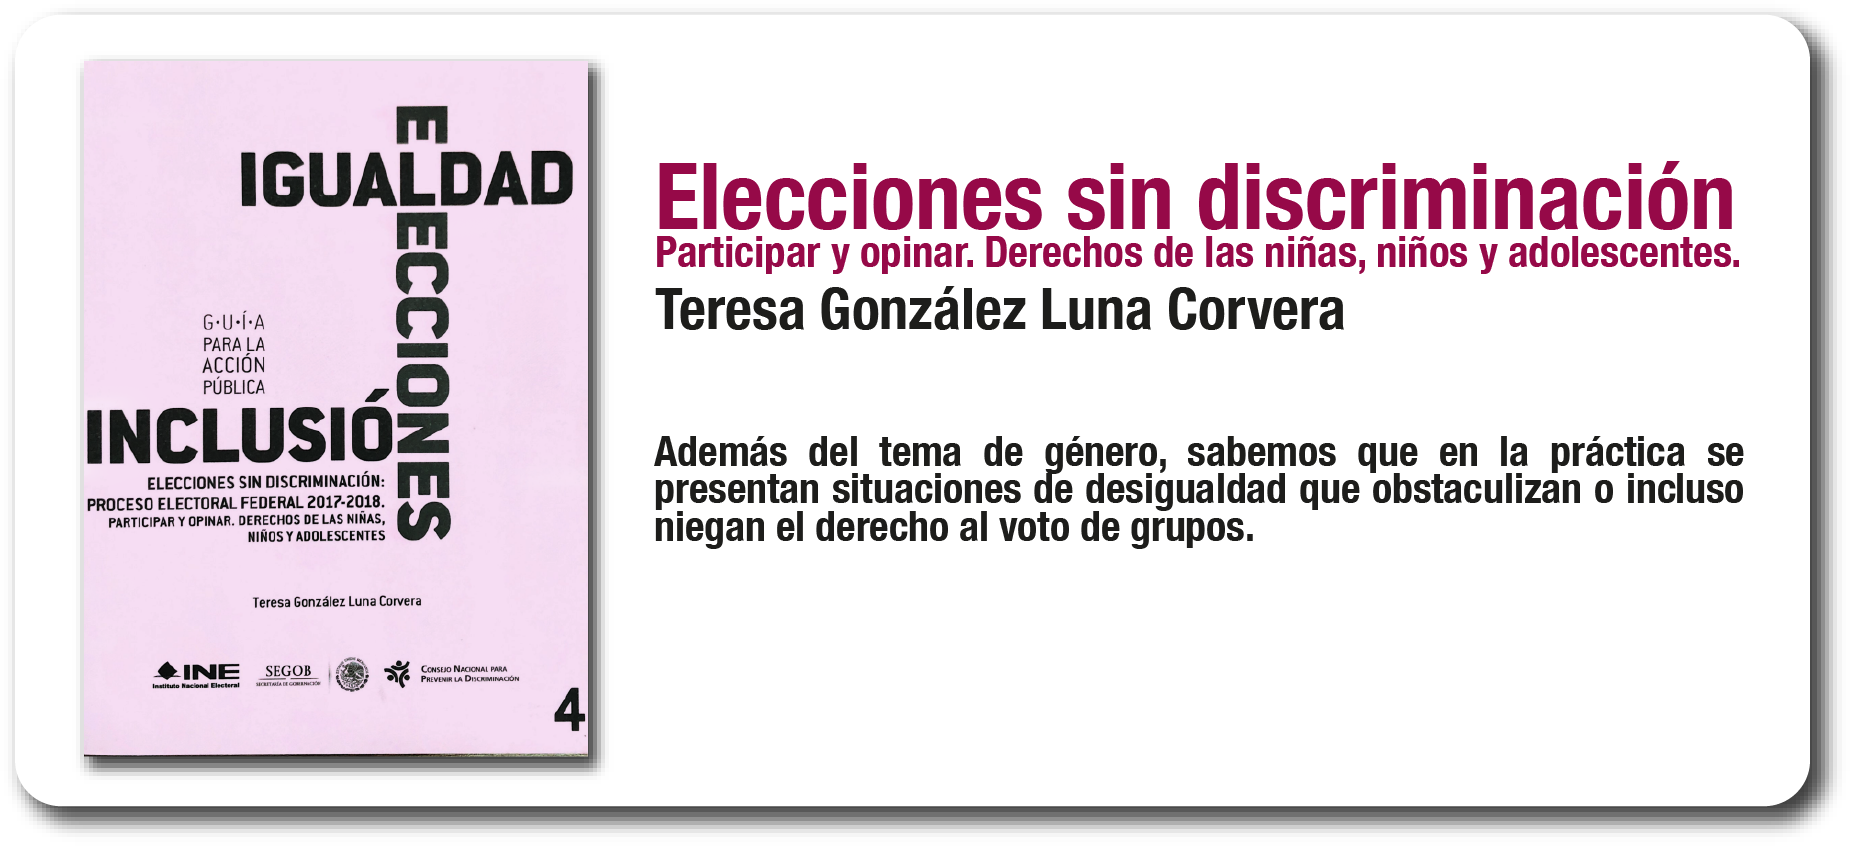 ELECCIONES
IGUALDAD
G·U·Í·A
PARA LA
ACCIÓN
PÚBLICA
INCLUSIÓ
ELECCIONES SIN DISCRIMINACIÓN:
PROCESO ELECTORAL FEDERAL 2017-2018.
PARTICIPAR Y OPINAR. DERECHOS DE LAS NIÑAS,
NIÑOS Y ADOLESCENTES
Teresa González Luna Corvera
INE
Instituto Nacional Electoral
SEGOB
SECRETARÍA DE GOBERNACIÓN
CONSEJO NACIONAL PARA
PREVENIR LA DISCRIMINACIÓN
4
Elecciones sin discriminación
Participar y opinar. Derechos de las niñas, niños y adolescentes.
Teresa González Luna Corvera
Además del tema de género, sabemos que en la práctica se
presentan situaciones de desigualdad que obstaculizan o incluso
niegan el derecho al voto de grupos.